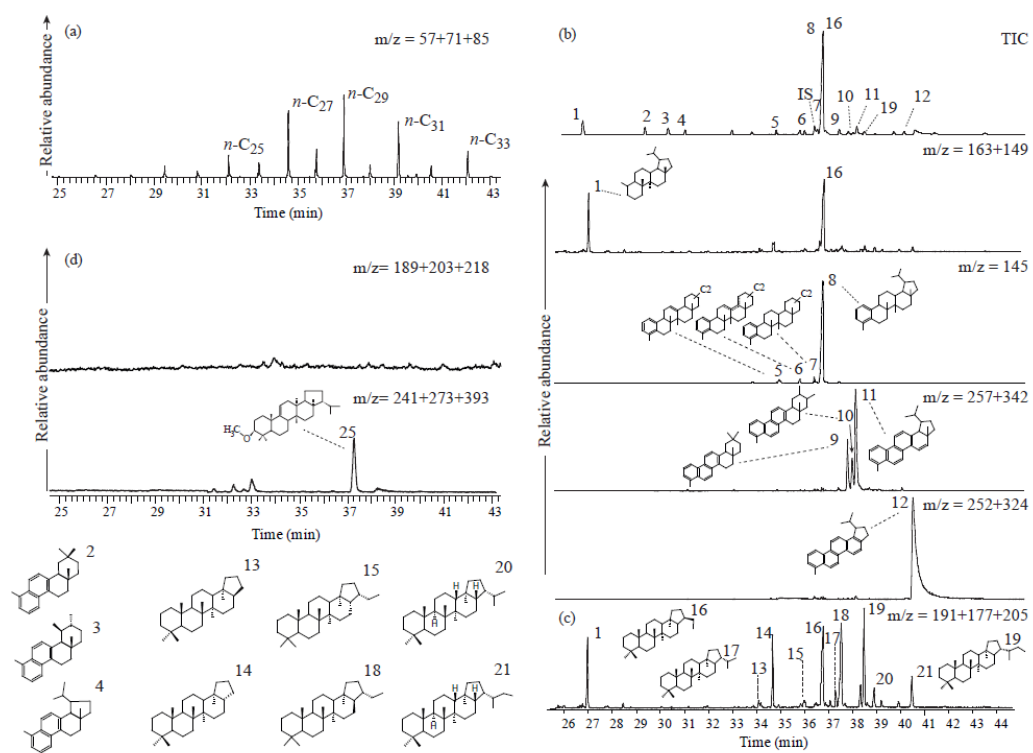 (a)
m/z = 57+71+85
Relative abundance
n-C25
n-C27
n-C29
n-C31
n-C33
25 27 29 31 33 35 37 39 41 43
Time (min)
(b)
TIC
8 16
1 2 3 4 5 6 IS 7 9 10 11 19 12
m/z = 163+149
1 16
m/z = 145
C2 C2 C2
5 6 7 8
Relative abundance
m/z = 257+342
9 10 11
m/z = 252+324
12
(c)
m/z = 191+177+205
1 13 14 15 16 16 17 17 18 19 19 20 21
26 27 28 29 30 31 32 33 34 35 36 37 38 39 40 41 42 43 44
Time (min)
(d)
m/z= 189+203+218
Relative abundance
m/z= 241+273+393
H3C O
25
25 27 29 31 33 35 37 39 41 43
Time (min)
2 13 15 20
H H H
3
4 14 18 21
H H H